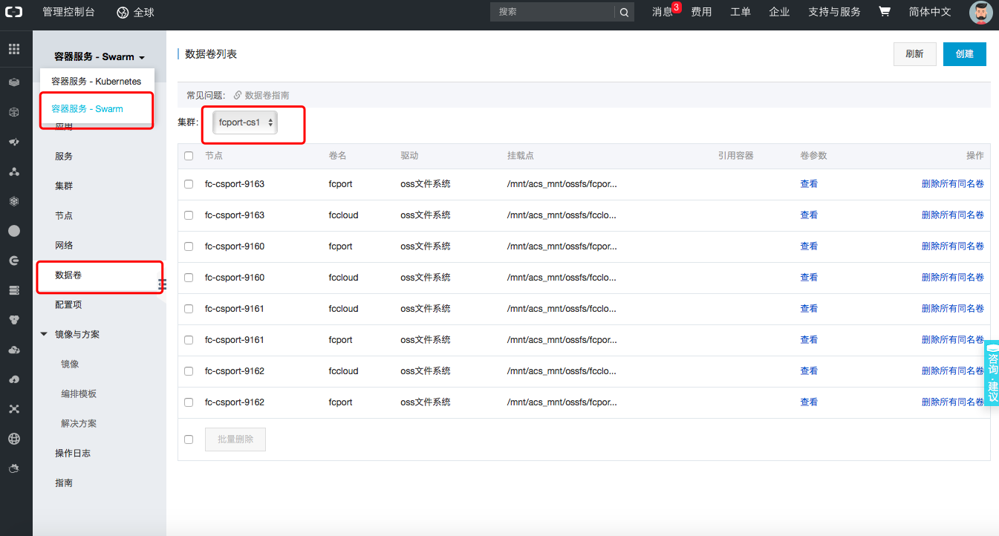 管理控制台 全球 搜索 消息 3 费用 工单 企业 支持与服务 简体中文
容器服务 - Swarm
容器服务 - Kubernetes
容器服务 - Swarm
应用
服务
集群
节点
网络
数据卷
配置项
镜像与方案
镜像
编排模板
解决方案
操作日志
指南
数据卷列表 刷新 创建
常见问题: 数据卷指南
集群: fcport-cs1
节点 卷名 驱动 挂载点 引用容器 卷参数 操作
fc-csport-9163 fcport oss文件系统 /mnt/acs_mnt/ossfs/fcpor... 查看 删除所有同名卷
fc-csport-9163 fccloud oss文件系统 /mnt/acs_mnt/ossfs/fcclo... 查看 删除所有同名卷
fc-csport-9160 fcport oss文件系统 /mnt/acs_mnt/ossfs/fcpor... 查看 删除所有同名卷
fc-csport-9160 fccloud oss文件系统 /mnt/acs_mnt/ossfs/fcclo... 查看 删除所有同名卷
fc-csport-9161 fccloud oss文件系统 /mnt/acs_mnt/ossfs/fcclo... 查看 删除所有同名卷
fc-csport-9161 fcport oss文件系统 /mnt/acs_mnt/ossfs/fcpor... 查看 删除所有同名卷
fc-csport-9162 fccloud oss文件系统 /mnt/acs_mnt/ossfs/fcclo... 查看 删除所有同名卷
fc-csport-9162 fcport oss文件系统 /mnt/acs_mnt/ossfs/fcpor... 查看 删除所有同名卷
批量删除
咨询·建议